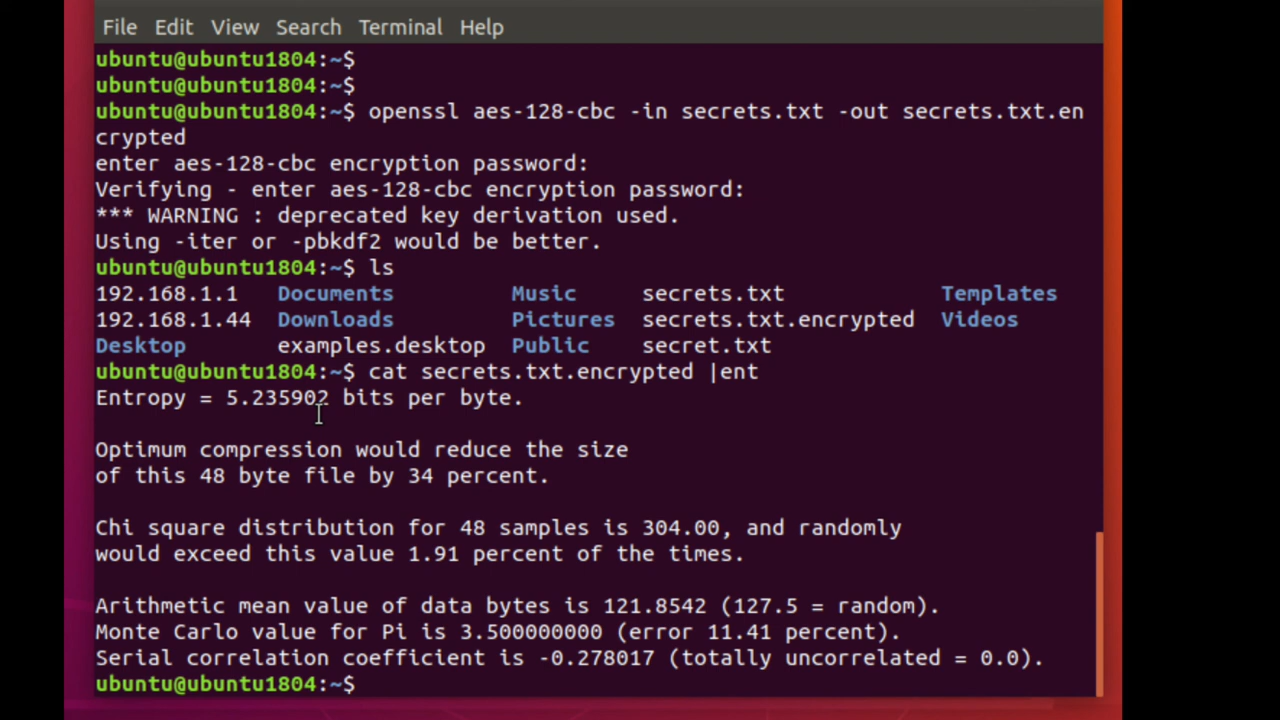 File Edit View Search Terminal Help
ubuntu@ubuntu1804:~$
ubuntu@ubuntu1804:~$
ubuntu@ubuntu1804:~$ openssl aes-128-cbc -in secrets.txt -out secrets.txt.en
crypted
enter aes-128-cbc encryption password:
Verifying - enter aes-128-cbc encryption password:
*** WARNING : deprecated key derivation used.
Using -iter or -pbkdf2 would be better.
ubuntu@ubuntu1804:~$ ls
192.168.1.1   Documents         Music     secrets.txt            Templates
192.168.1.44  Downloads         Pictures  secrets.txt.encrypted  Videos
Desktop       examples.desktop  Public    secret.txt
ubuntu@ubuntu1804:~$ cat secrets.txt.encrypted |ent
Entropy = 5.235902 bits per byte.
Optimum compression would reduce the size
of this 48 byte file by 34 percent.
Chi square distribution for 48 samples is 304.00, and randomly
would exceed this value 1.91 percent of the times.
Arithmetic mean value of data bytes is 121.8542 (127.5 = random).
Monte Carlo value for Pi is 3.500000000 (error 11.41 percent).
Serial correlation coefficient is -0.278017 (totally uncorrelated = 0.0).
ubuntu@ubuntu1804:~$